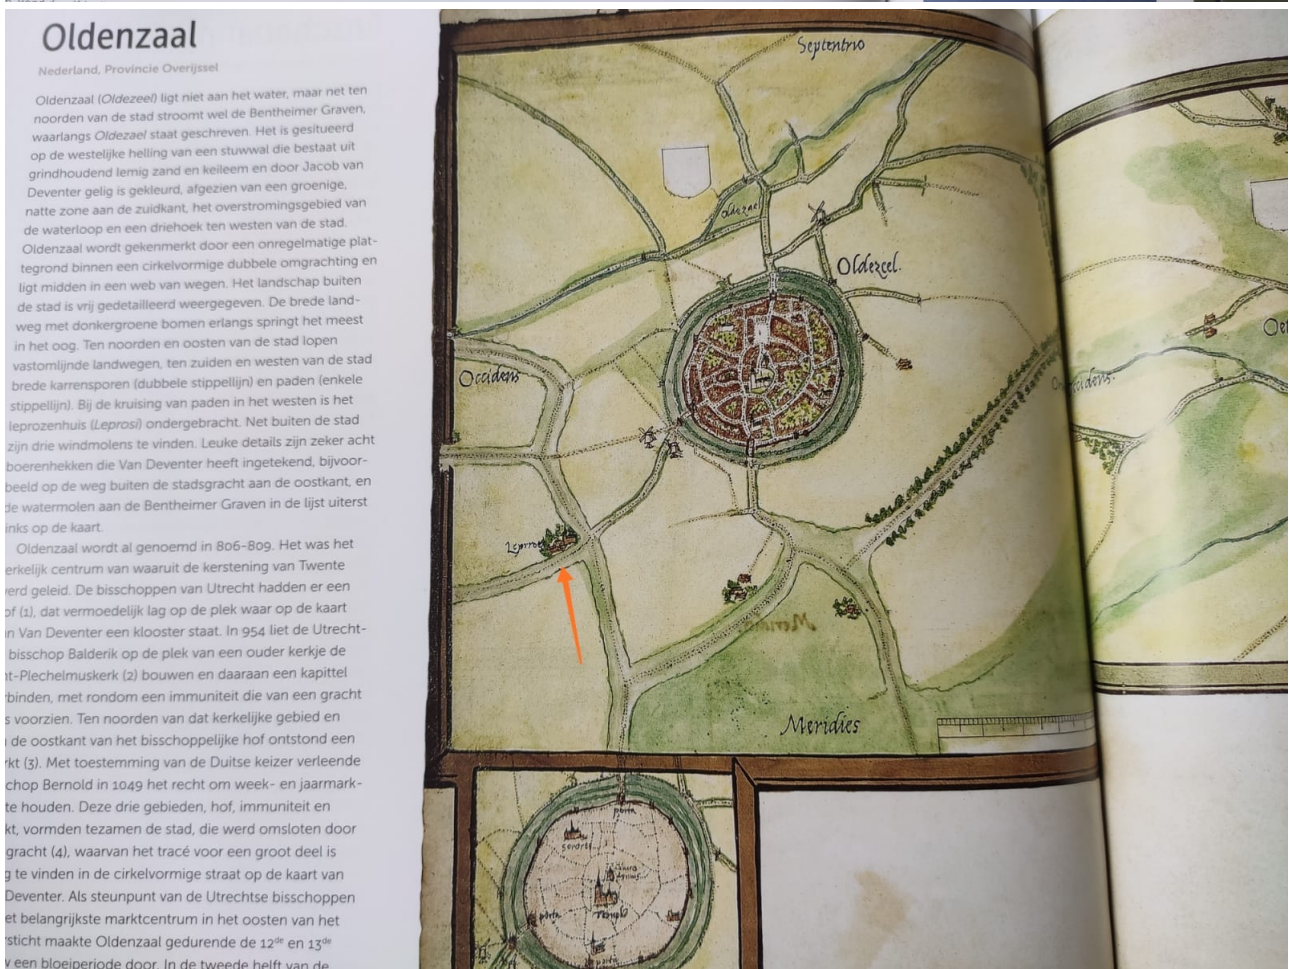 Oldenzaal
Nederland, Provincie Overijssel
Oldenzaal (Oldezeel) ligt niet aan het water, maar net ten
noorden van de stad stroomt wel de Bentheimer Graven,
waarlangs Oldezael staat geschreven. Het is gesitueerd
op de westelijke helling van een stuwwal die bestaat uit
grindhoudend lemig zand en keileem en door Jacob van
Deventer gelig is gekleurd, afgezien van een groenige,
natte zone aan de zuidkant, het overstromingsgebied van
de waterloop en een driehoek ten westen van de stad.
Oldenzaal wordt gekenmerkt door een onregelmatige plat-
tegrond binnen een cirkelvormige dubbele omgrachting en
ligt midden in een web van wegen. Het landschap buiten
de stad is vrij gedetailleerd weergegeven. De brede land-
weg met donkergroene bomen erlangs springt het meest
in het oog. Ten noorden en oosten van de stad lopen
vastomlijnde landwegen, ten zuiden en westen van de stad
brede karrensporen (dubbele stippellijn) en paden (enkele
stippellijn). Bij de kruising van paden in het westen is het
leprozenhuis (Leprosi) ondergebracht. Net buiten de stad
zijn drie windmolens te vinden. Leuke details zijn zeker acht
boerenhekken die Van Deventer heeft ingetekend, bijvoor-
beeld op de weg buiten de stadsgracht aan de oostkant, en
de watermolen aan de Bentheimer Graven in de lijst uiterst
inks op de kaart.
Oldenzaal wordt al genoemd in 806-809. Het was het
erkelijk centrum van waaruit de kerstening van Twente
erd geleid. De bisschoppen van Utrecht hadden er een
of (1), dat vermoedelijk lag op de plek waar op de kaart
n Van Deventer een klooster staat. In 954 liet de Utrecht-
bisschop Balderik op de plek van een ouder kerkje de
t-Plechelmuskerk (2) bouwen en daaraan een kapittel
rbinden, met rondom een immuniteit die van een gracht
s voorzien. Ten noorden van dat kerkelijke gebied en
de oostkant van het bisschoppelijke hof ontstond een
rkt (3). Met toestemming van de Duitse keizer verleende
chop Bernold in 1049 het recht om week- en jaarmark-
te houden. Deze drie gebieden, hof, immuniteit en
kt, vormden tezamen de stad, die werd omsloten door
gracht (4), waarvan het tracé voor een groot deel is
g te vinden in de cirkelvormige straat op de kaart van
Deventer. Als steunpunt van de Utrechtse bisschoppen
et belangrijkste marktcentrum in het oosten van het
rsticht maakte Oldenzaal gedurende de 12de en 13de
v een bloeiperiode door. In de tweede helft van de
Septentrio
oldezael
Oldezeel.
Occidens
Meridies
porta
porta
Templũ
porta